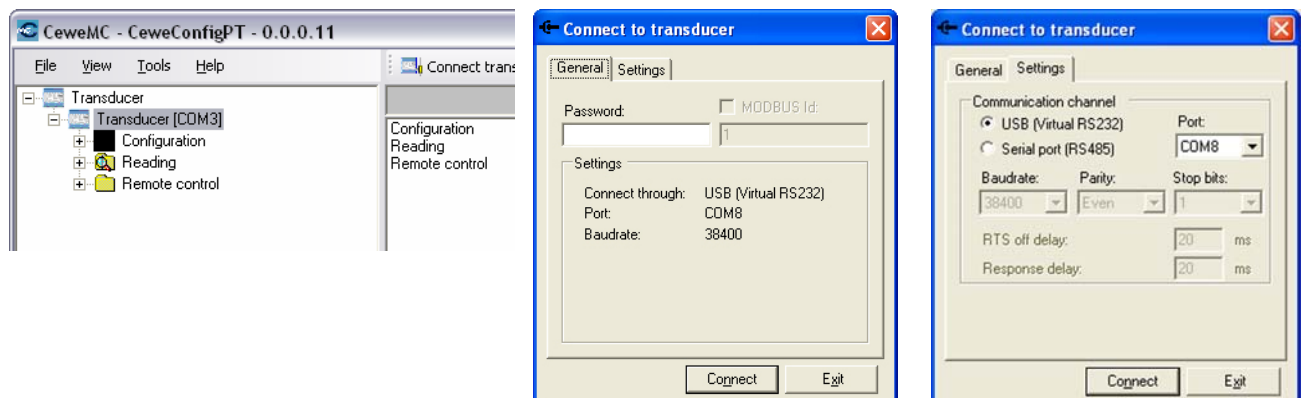 CeweMC - CeweConfigPT - 0.0.0.11
File View Tools Help
Connect trans
Transducer
Transducer [COM3]
Configuration
Reading
Remote control
Configuration
Reading
Remote control
Connect to transducer
General Settings
Password: MODBUS Id:
1
Settings
Connect through: USB (Virtual RS232)
Port: COM8
Baudrate: 38400
Connect Exit
Connect to transducer
General Settings
Communication channel
USB (Virtual RS232) Port:
Serial port (RS485) COM8
Baudrate: Parity: Stop bits:
38400 Even 1
RTS off delay: 20 ms
Response delay: 20 ms
Connect Exit